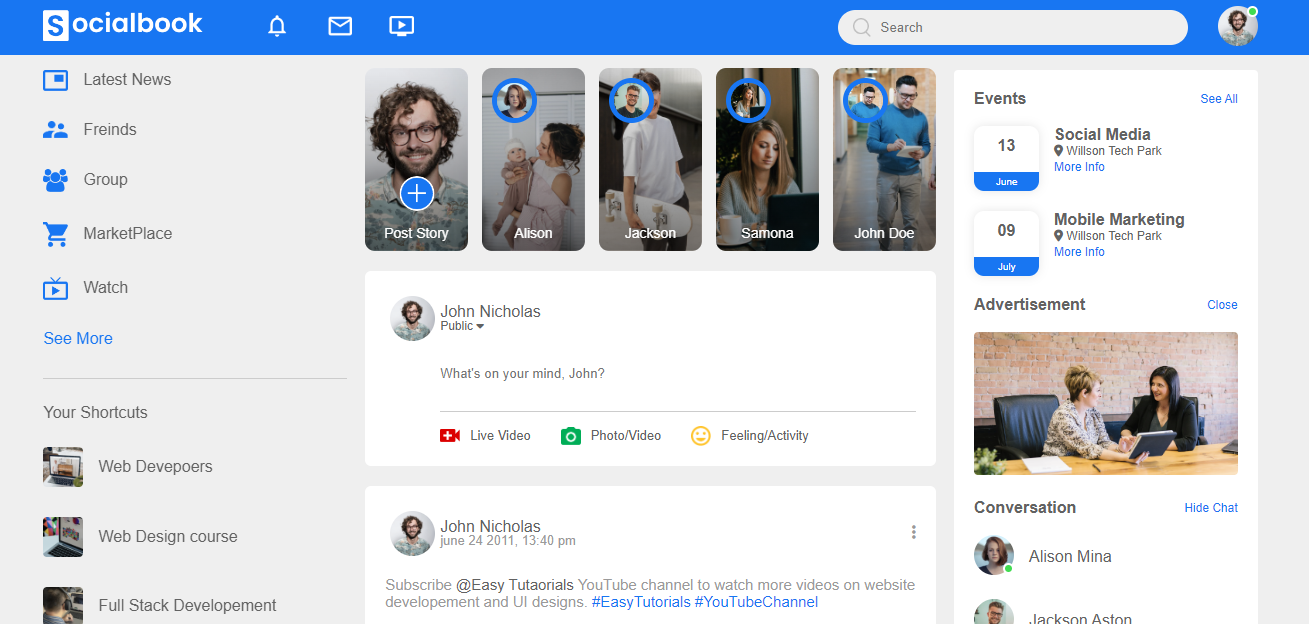 Socialbook
Search
Latest News
Freinds
Group
MarketPlace
Watch
See More
Your Shortcuts
Web Devepoers
Web Design course
Full Stack Developement
Post Story
Alison
Jackson
Samona
John Doe
John Nicholas
Public
What's on your mind, John?
Live Video
Photo/Video
Feeling/Activity
John Nicholas
june 24 2011, 13:40 pm
Subscribe @Easy Tutaorials YouTube channel to watch more videos on website
developement and UI designs. #EasyTutorials #YouTubeChannel
Events
See All
13
June
Social Media
Willson Tech Park
More Info
09
July
Mobile Marketing
Willson Tech Park
More Info
Advertisement
Close
Conversation
Hide Chat
Alison Mina
Jackson Aston